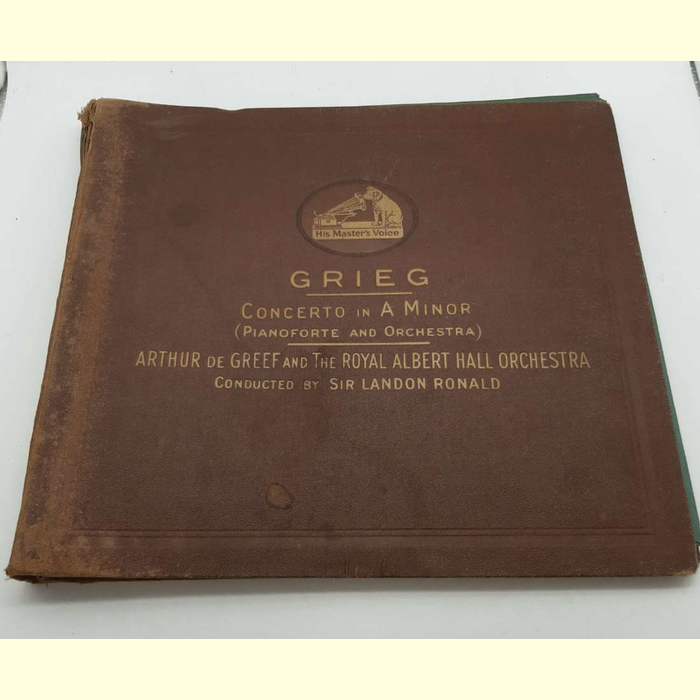 His Master's Voice
GRIEG
CONCERTO IN A MINOR
(PIANOFORTE AND ORCHESTRA)
ARTHUR DE GREEF AND THE ROYAL ALBERT HALL ORCHESTRA
CONDUCTED BY SIR LANDON RONALD